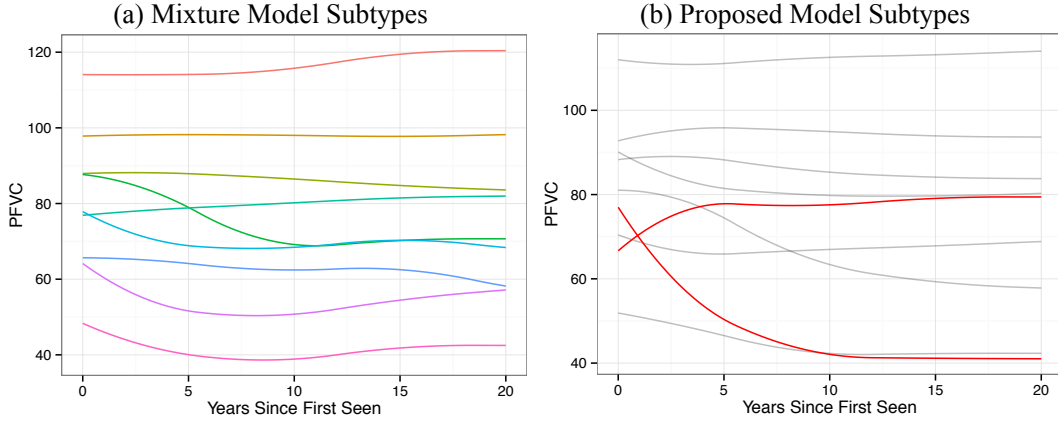 (a) Mixture Model Subtypes
120
100
80
60
40
PFVC
0 5 10 15 20
Years Since First Seen
(b) Proposed Model Subtypes
100
80
60
40
PFVC
0 5 10 15 20
Years Since First Seen